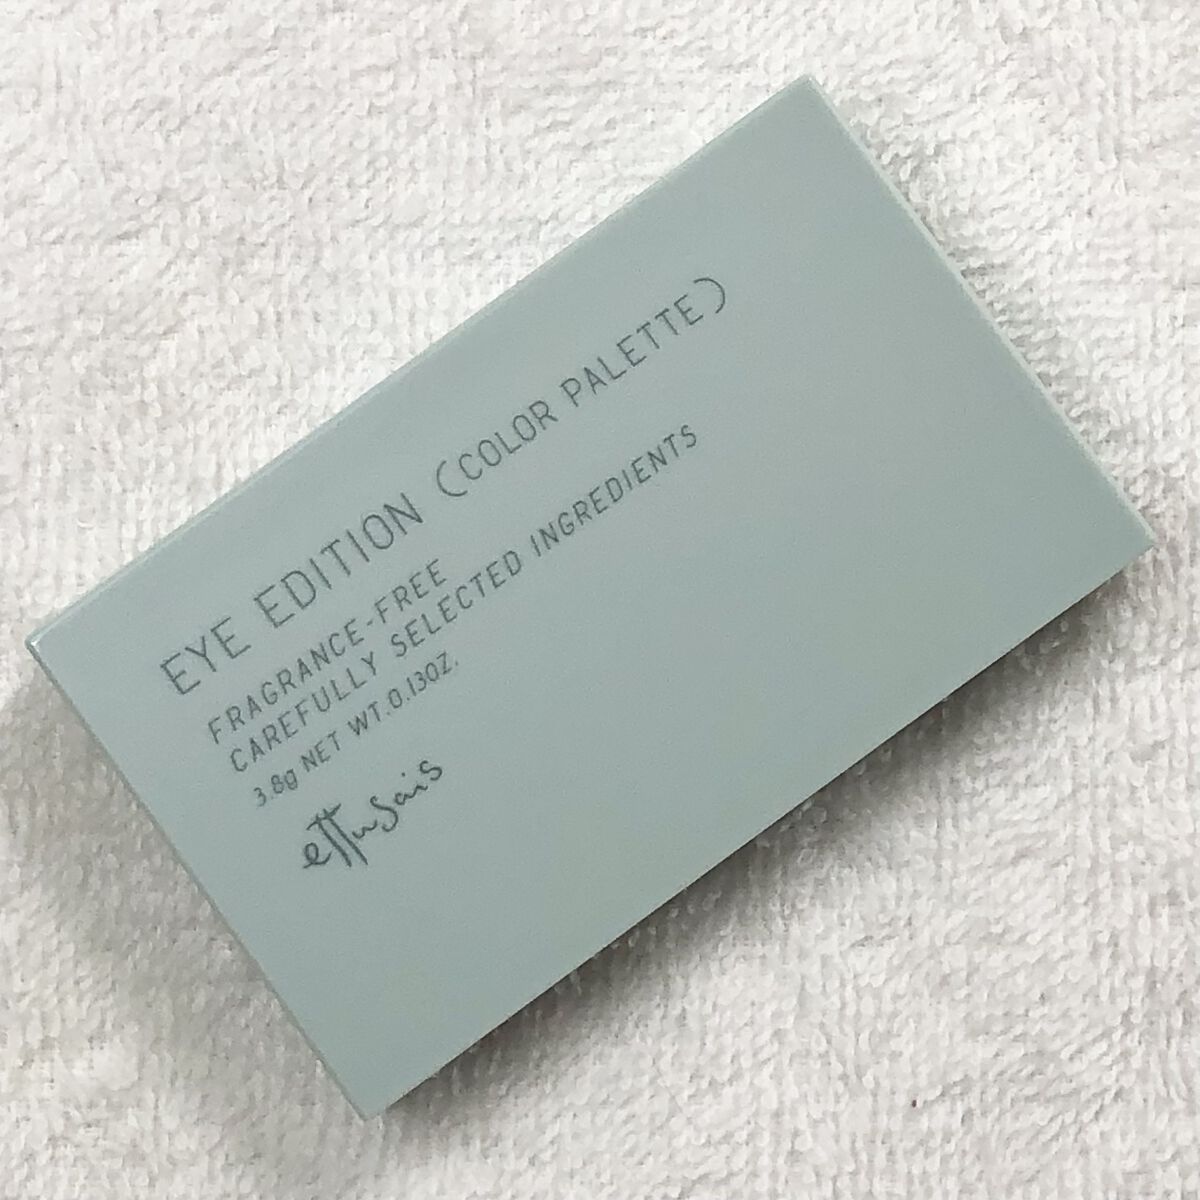 EYE EDITION (COLOR PALETTE)
FRAGRANCE-FREE
CAREFULLY SELECTED INGREDIENTS
3.8g NET WT.0.13OZ.
ettusais